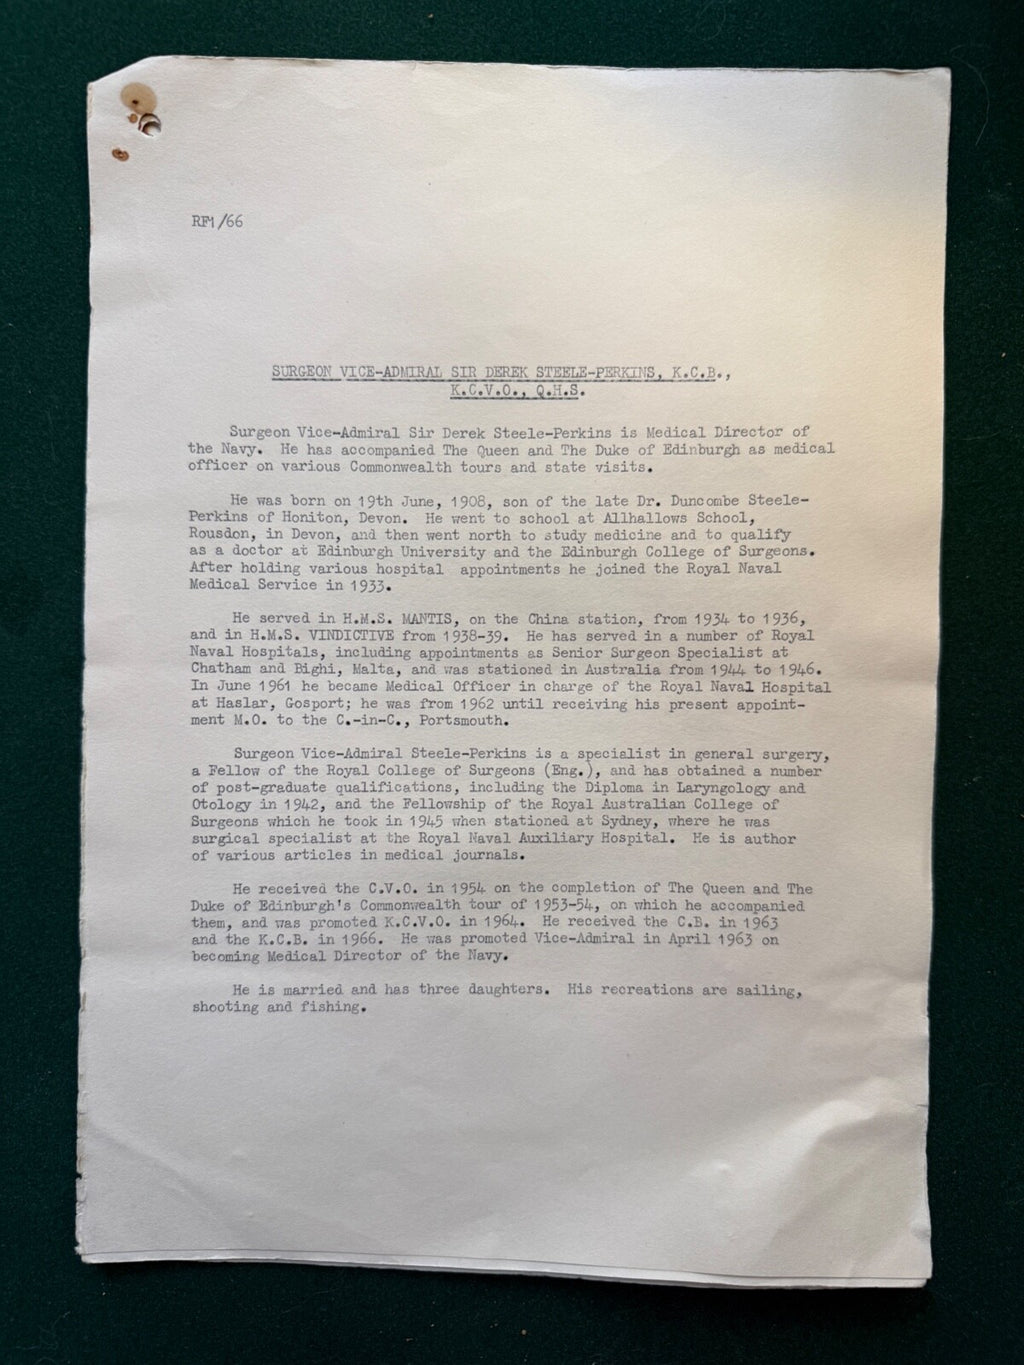 RFM/66
SURGEON VICE-ADMIRAL SIR DEREK STEELE-PERKINS, K.C.B.,
K.C.V.O., Q.H.S.
Surgeon Vice-Admiral Sir Derek Steele-Perkins is Medical Director of
the Navy. He has accompanied The Queen and The Duke of Edinburgh as medical
officer on various Commonwealth tours and state visits.
He was born on 19th June, 1908, son of the late Dr. Duncombe Steele-
Perkins of Honiton, Devon. He went to school at Allhallows School,
Rousdon, in Devon, and then went north to study medicine and to qualify
as a doctor at Edinburgh University and the Edinburgh College of Surgeons.
After holding various hospital appointments he joined the Royal Naval
Medical Service in 1933.
He served in H.M.S. MANTIS, on the China station, from 1934 to 1936,
and in H.M.S. VINDICTIVE from 1938-39. He has served in a number of Royal
Naval Hospitals, including appointments as Senior Surgeon Specialist at
Chatham and Bighi, Malta, and was stationed in Australia from 1944 to 1946.
In June 1961 he became Medical Officer in charge of the Royal Naval Hospital
at Haslar, Gosport; he was from 1962 until receiving his present appoint-
ment M.O. to the C.-in-C., Portsmouth.
Surgeon Vice-Admiral Steele-Perkins is a specialist in general surgery,
a Fellow of the Royal College of Surgeons (Eng.), and has obtained a number
of post-graduate qualifications, including the Diploma in Laryngology and
Otology in 1942, and the Fellowship of the Royal Australian College of
Surgeons which he took in 1945 when stationed at Sydney, where he was
surgical specialist at the Royal Naval Auxiliary Hospital. He is author
of various articles in medical journals.
He received the C.V.O. in 1954 on the completion of The Queen and The
Duke of Edinburgh's Commonwealth tour of 1953-54, on which he accompanied
them, and was promoted K.C.V.O. in 1964. He received the C.B. in 1963
and the K.C.B. in 1966. He was promoted Vice-Admiral in April 1963 on
becoming Medical Director of the Navy.
He is married and has three daughters. His recreations are sailing,
shooting and fishing.